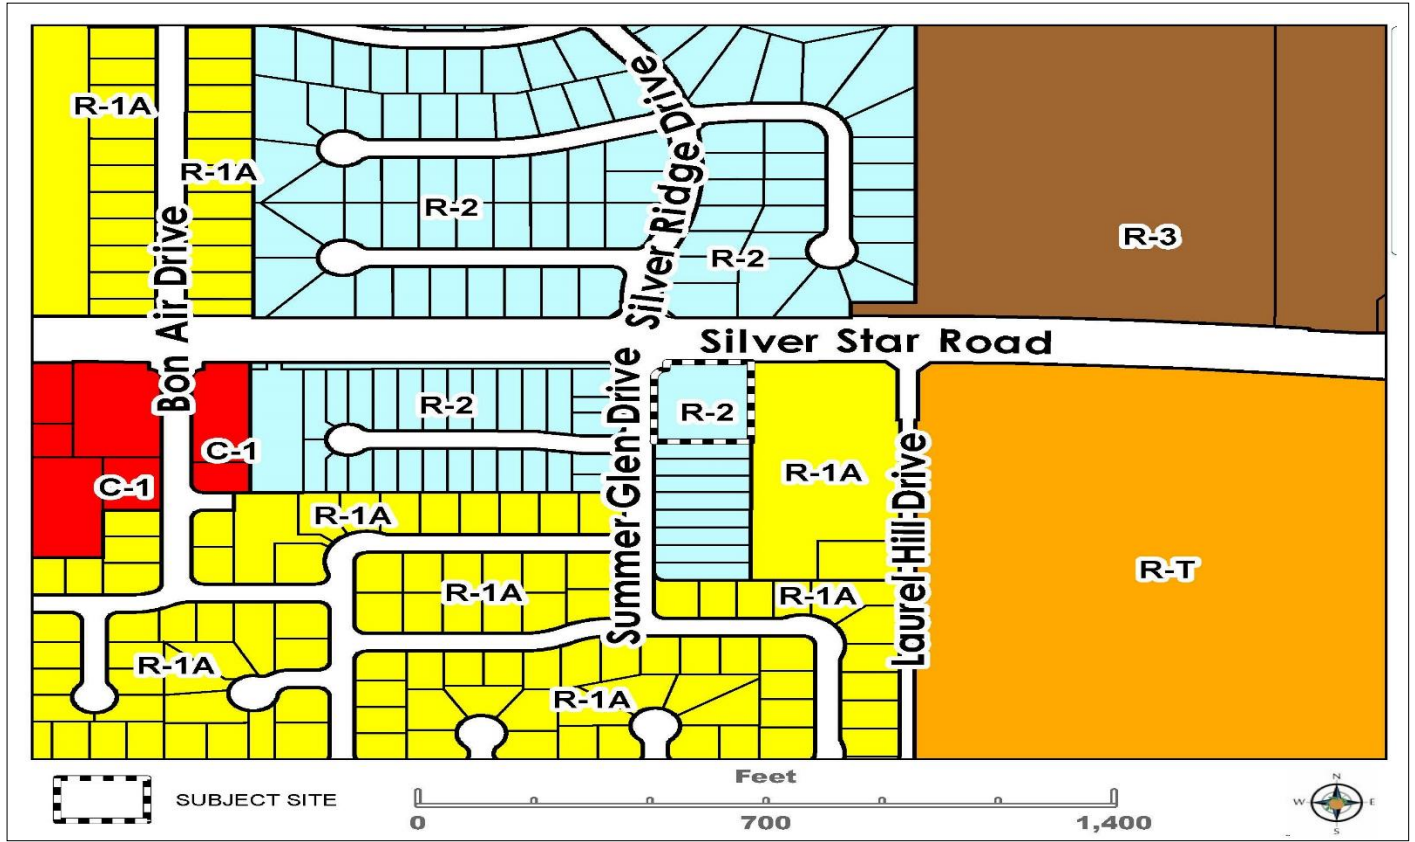 R-1A
R-1A
R-2
R-2
R-3
Bon Air Drive
Silver Ridge Drive
Silver Star Road
R-2
R-2
C-1
C-1
R-1A
R-1A
Summer Glen Drive
Laurel Hill Drive
R-1A
R-1A
R-T
R-1A
R-1A
SUBJECT SITE
Feet
0
700
1,400
N
W
E
S